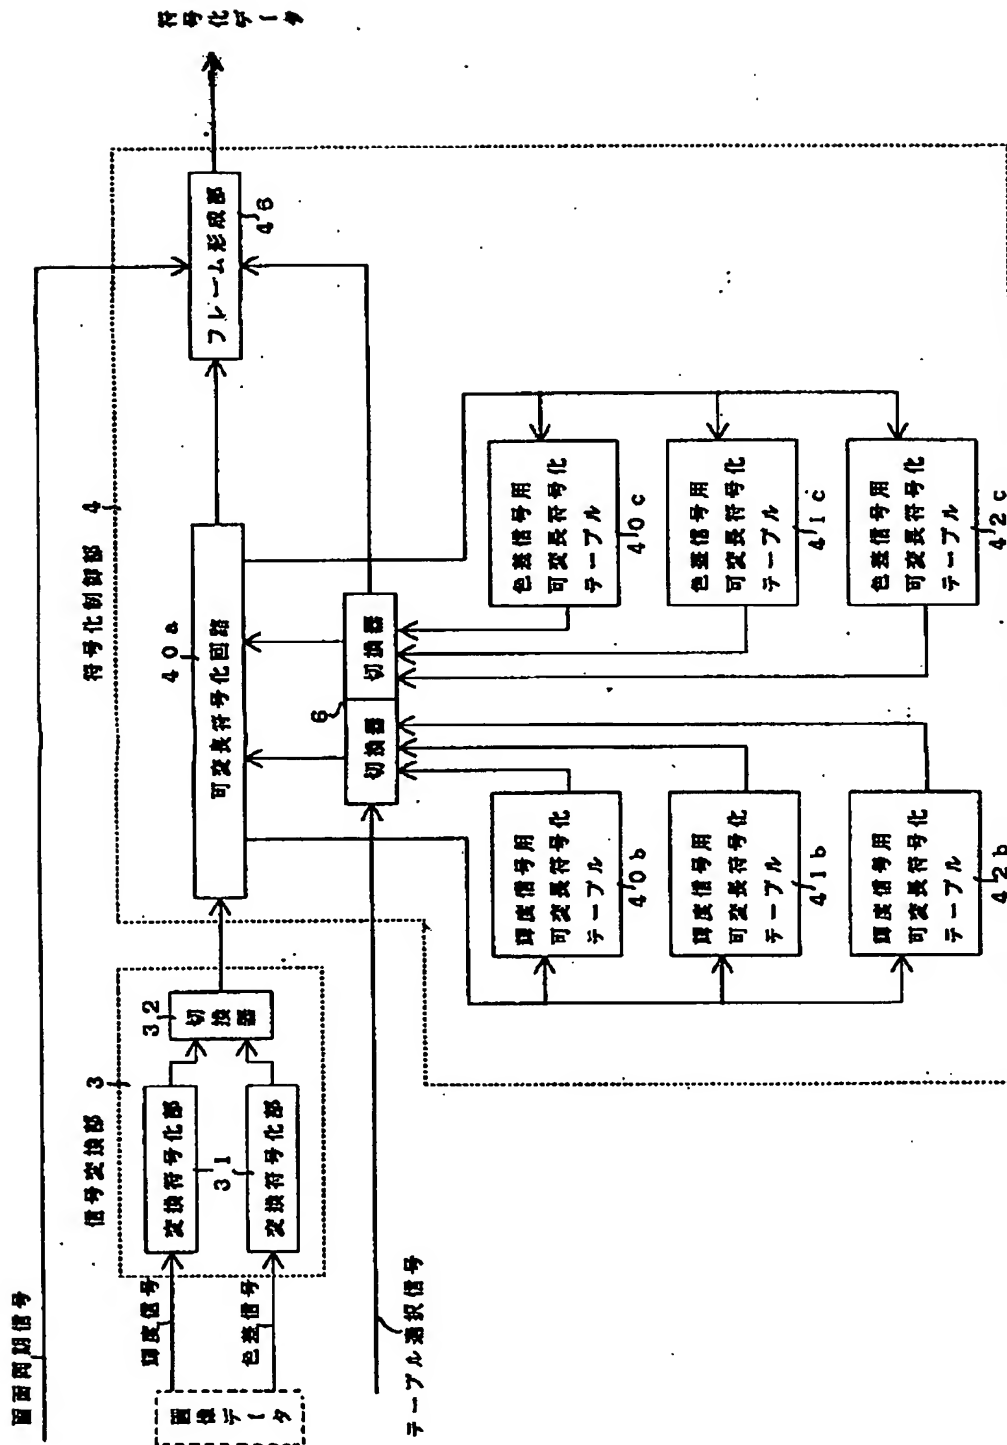 画面同期信号
画像データ
輝度信号
色差信号
テーブル選択信号
信号変換部
3
変換符号化部
変換符号化部
31
32
切換器
符号化制御部
4
可変長符号化回路
40a
6
切換器
切換器
フレーム形成部
46
符号化データ
輝度信号用
可変長符号化
テーブル
40b
輝度信号用
可変長符号化
テーブル
41b
輝度信号用
可変長符号化
テーブル
42b
色差信号用
可変長符号化
テーブル
40c
色差信号用
可変長符号化
テーブル
41c
色差信号用
可変長符号化
テーブル
42c